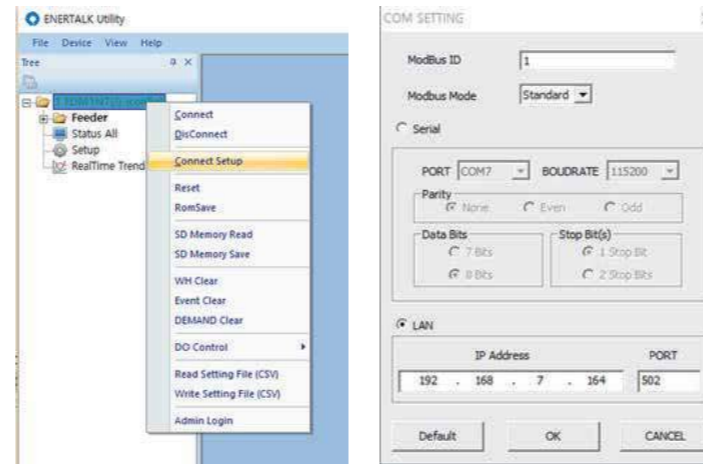 ENERTALK Utility
File Device View Help
Tree
Feeder
Status All
Setup
RealTime Trend
Connect
DisConnect
Connect Setup
Reset
RomSave
SD Memory Read
SD Memory Save
WH Clear
Event Clear
DEMAND Clear
DO Control
Read Setting File (CSV)
Write Setting File (CSV)
Admin Login
COM SETTING
ModBus ID 1
Modbus Mode Standard
Serial
PORT COM7 BOUDRATE 115200
Parity
None Even Odd
Data Bits Stop Bit(s)
7 Bits 1 Stop Bit
8 Bits 2 Stop Bits
LAN
IP Address PORT
192 . 168 . 7 . 164 502
Default OK CANCEL